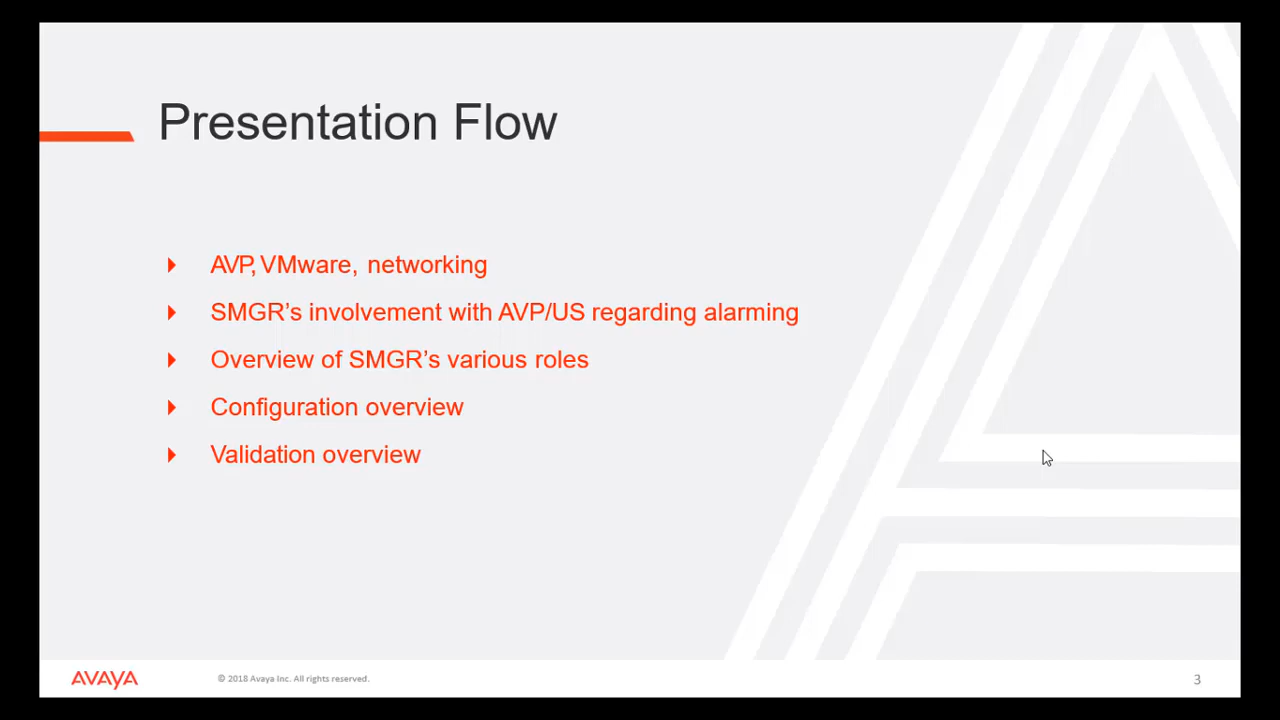 Presentation Flow
AVP, VMware, networking
SMGR’s involvement with AVP/US regarding alarming
Overview of SMGR’s various roles
Configuration overview
Validation overview
AVAYA
© 2018 Avaya Inc. All rights reserved.
3